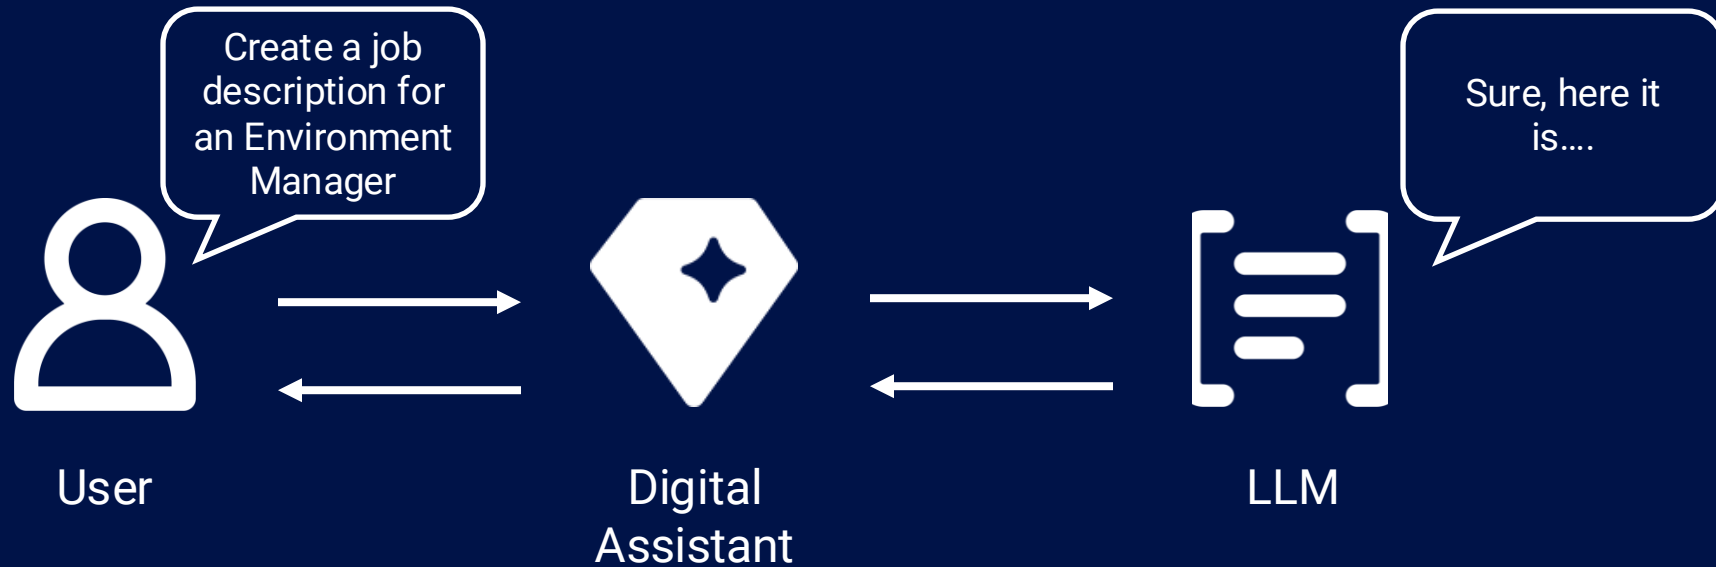 Create a job
description for
an Environment
Manager
Sure, here it
is....
User
Digital
Assistant
LLM